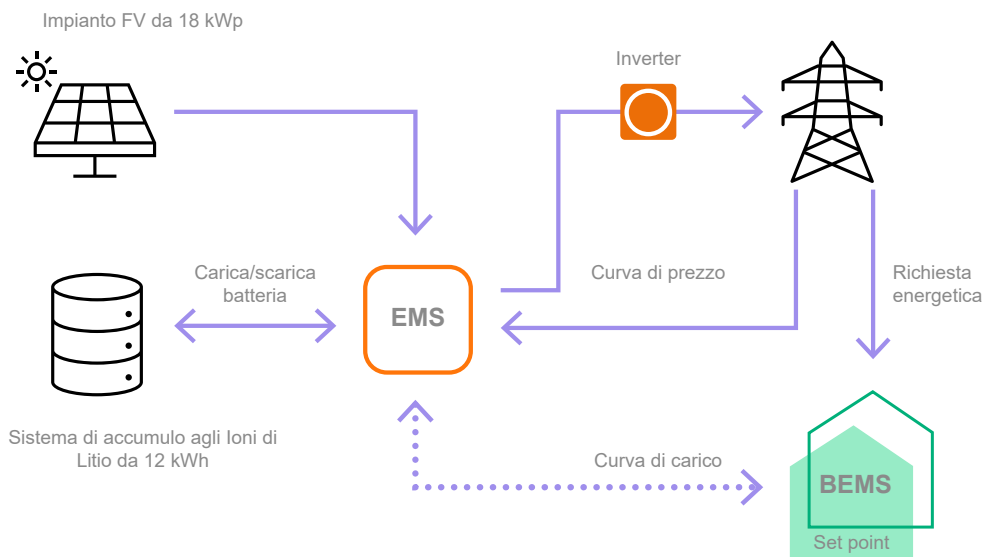 Impianto FV da 18 kWp
Inverter
Carica/scarica
batteria
EMS
Curva di prezzo
Richiesta
energetica
Sistema di accumulo agli Ioni di
Litio da 12 kWh
Curva di carico
BEMS
Set point